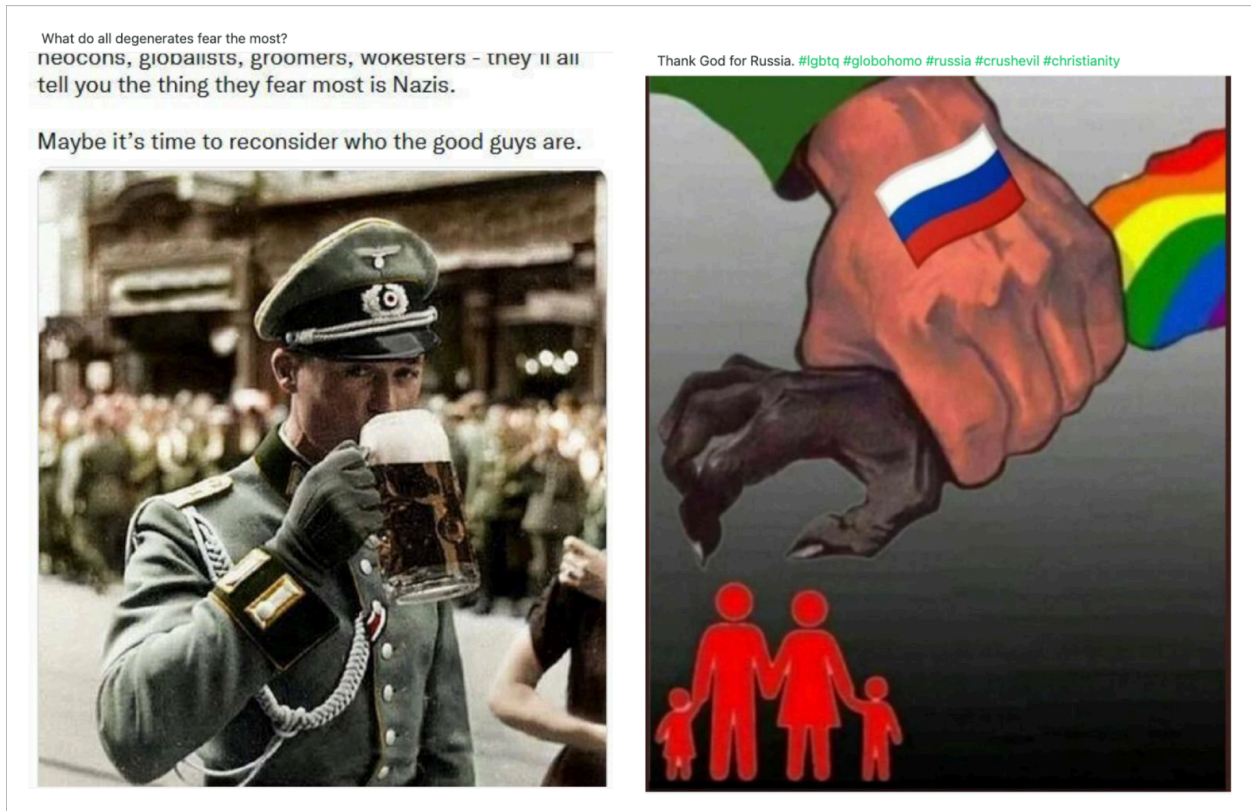 What do all degenerates fear the most?
neocons, globalists, groomers, wokesters - they'll all
tell you the thing they fear most is Nazis.
Maybe it's time to reconsider who the good guys are.
Thank God for Russia. #lgbtq #globohomo #russia #crushevil #christianity